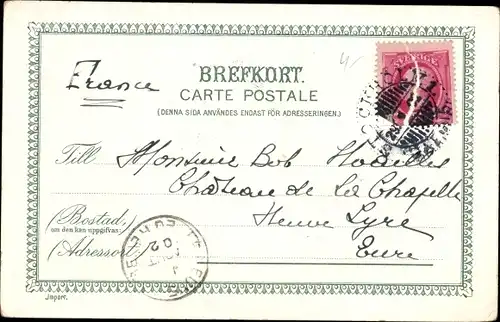 France
BREFKORT.
CARTE POSTALE
(DENNA SIDA ANVÄNDES ENDAST FÖR ADRESSERINGEN.)
SVERIGE
Till Monsieur Bob
Château de La Chapelle
(Bostad,
om den kan uppgifvas)
Lyre
(Adressort)
Eure